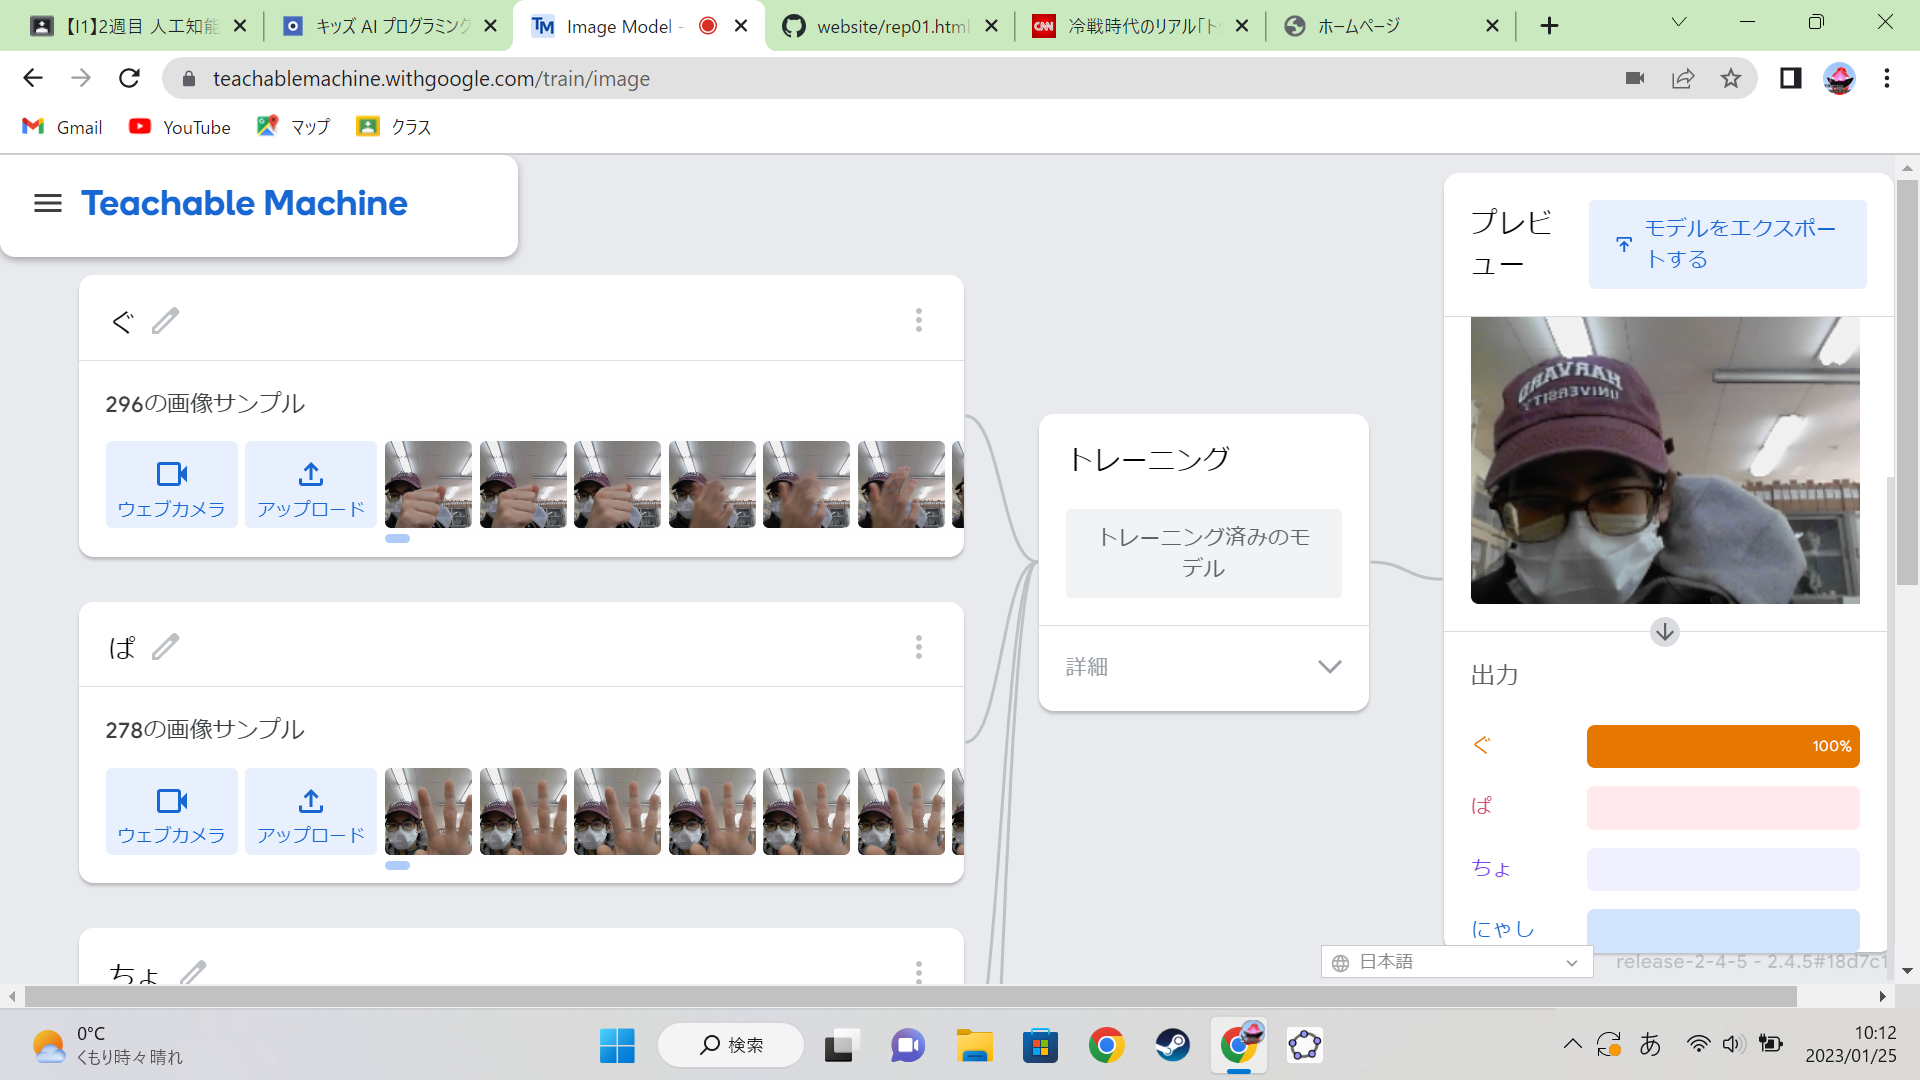 【I1】2週目 人工知能
キッズ AI プログラミング
Image Model -
website/rep01.html
冷戦時代のリアル「ト
ホームページ
teachablemachine.withgoogle.com/train/image
Gmail
YouTube
マップ
クラス
Teachable Machine
ぐ
296の画像サンプル
ウェブカメラ
アップロード
ぱ
278の画像サンプル
ウェブカメラ
アップロード
ちょ
トレーニング
トレーニング済みのモ
デル
詳細
プレビ
ュー
モデルをエクスポー
トする
HARVARD
UNIVERSITY
出力
ぐ
100%
ぱ
ちょ
にゃし
日本語
release-2-4-5 - 2.4.5#18d7c1
0°C
くもり時々晴れ
検索
あ
10:12
2023/01/25